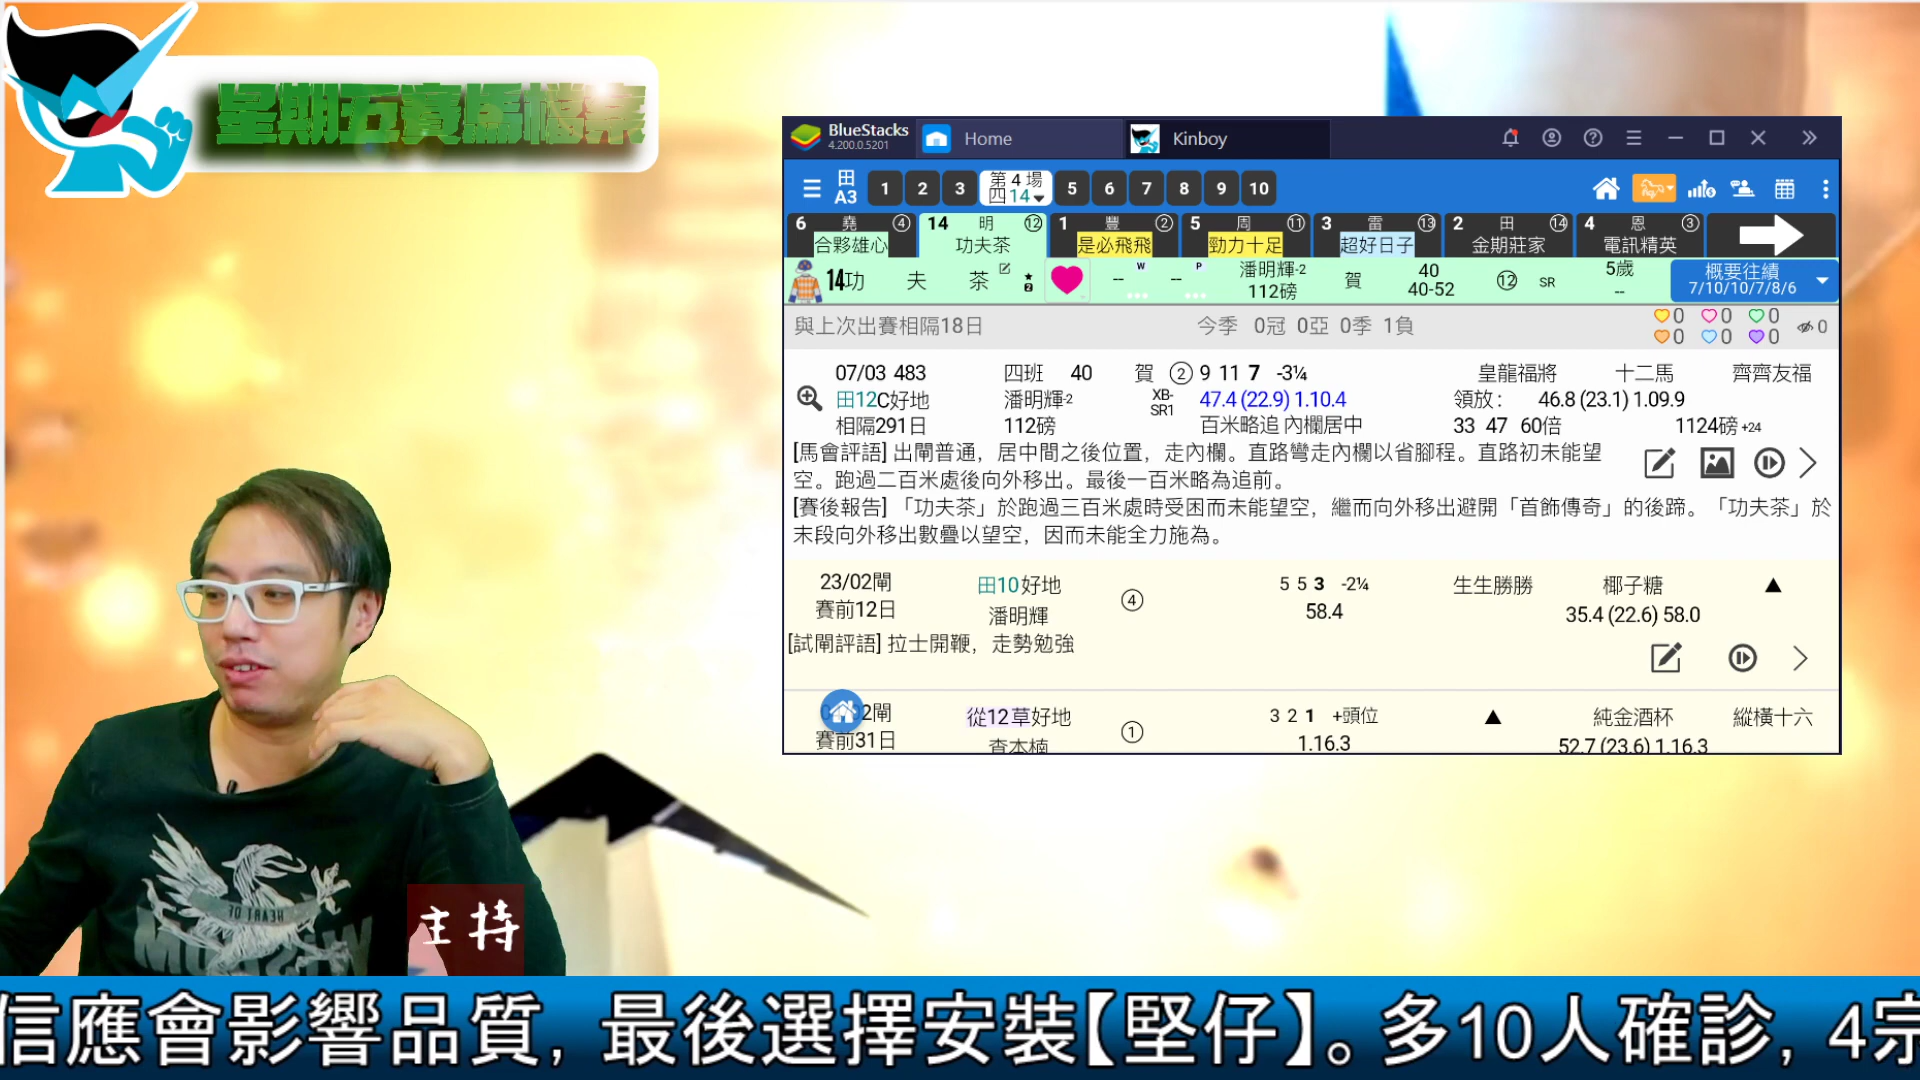 星期五賽馬檔案
BlueStacks
4.200.0.5201
Home
Kinboy
田
A3
1 2 3 第4場 四14 5 6 7 8 9 10
6 堯 ④ 合夥雄心
14 明 ⑫ 功夫茶
1 豐 ② 是必飛飛
5 周 ⑪ 勁力十足
3 雷 ⑬ 超好日子
2 田 ⑭ 金期莊家
4 恩 ③ 電訊精英
14功 夫 茶 ★ 2 -- W -- P 潘明輝-2 112磅 賀 40 40-52 ⑫ SR 5歲 -- 概要往績 7/10/10/7/8/6
與上次出賽相隔18日 今季 0冠 0亞 0季 1負 0 0 0 0 0 0 0
07/03 483 四班 40 賀 ② 9 11 7 -3¼ 皇龍福將 十二馬 齊齊友福
田12C好地 潘明輝-2 XB-SR1 47.4 (22.9) 1.10.4 領放： 46.8 (23.1) 1.09.9
相隔291日 112磅 百米略追 內欄居中 33 47 60倍 1124磅 +24
[馬會評語] 出閘普通，居中間之後位置，走內欄。直路彎走內欄以省腳程。直路初未能望
空。跑過二百米處後向外移出。最後一百米略為追前。
[賽後報告] 「功夫茶」於跑過三百米處時受困而未能望空，繼而向外移出避開「首飾傳奇」的後蹄。「功夫茶」於
末段向外移出數疊以望空，因而未能全力施為。
23/02閘 田10好地 ④ 5 5 3 -2¼ 生生勝勝 椰子糖 ▲
賽前12日 潘明輝 58.4 35.4 (22.6) 58.0
[試閘評語] 拉士開鞭，走勢勉強
2閘 從12草好地 ① 3 2 1 +頭位 ▲ 純金酒杯 縱橫十六
賽前31日 杳本楠 1.16.3 52.7 (23.6) 1.16.3
HEART OF
主持
信應會影響品質，最後選擇安裝【堅仔】。多10人確診，4宗